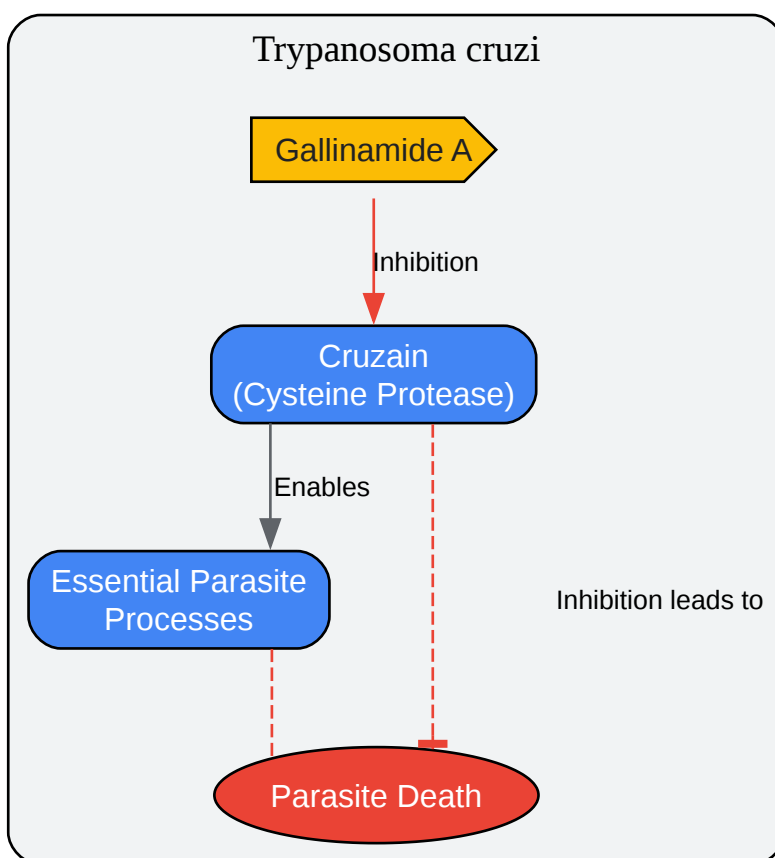 Trypanosoma cruzi
Gallinamide A
Inhibition
Cruzain
(Cysteine Protease)
Enables
Essential Parasite
Processes
Inhibition leads to
Parasite Death